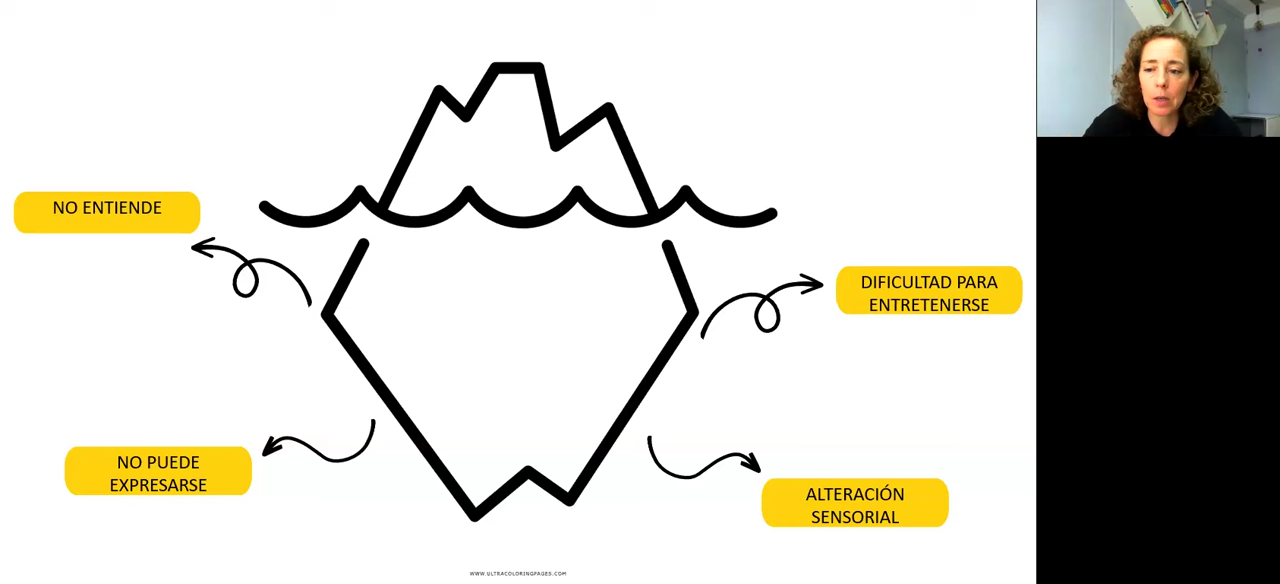 NO ENTIENDE
DIFICULTAD PARA
ENTRETENERSE
NO PUEDE
EXPRESARSE
ALTERACIÓN
SENSORIAL
WWW.ULTRACOLORINGPAGES.COM